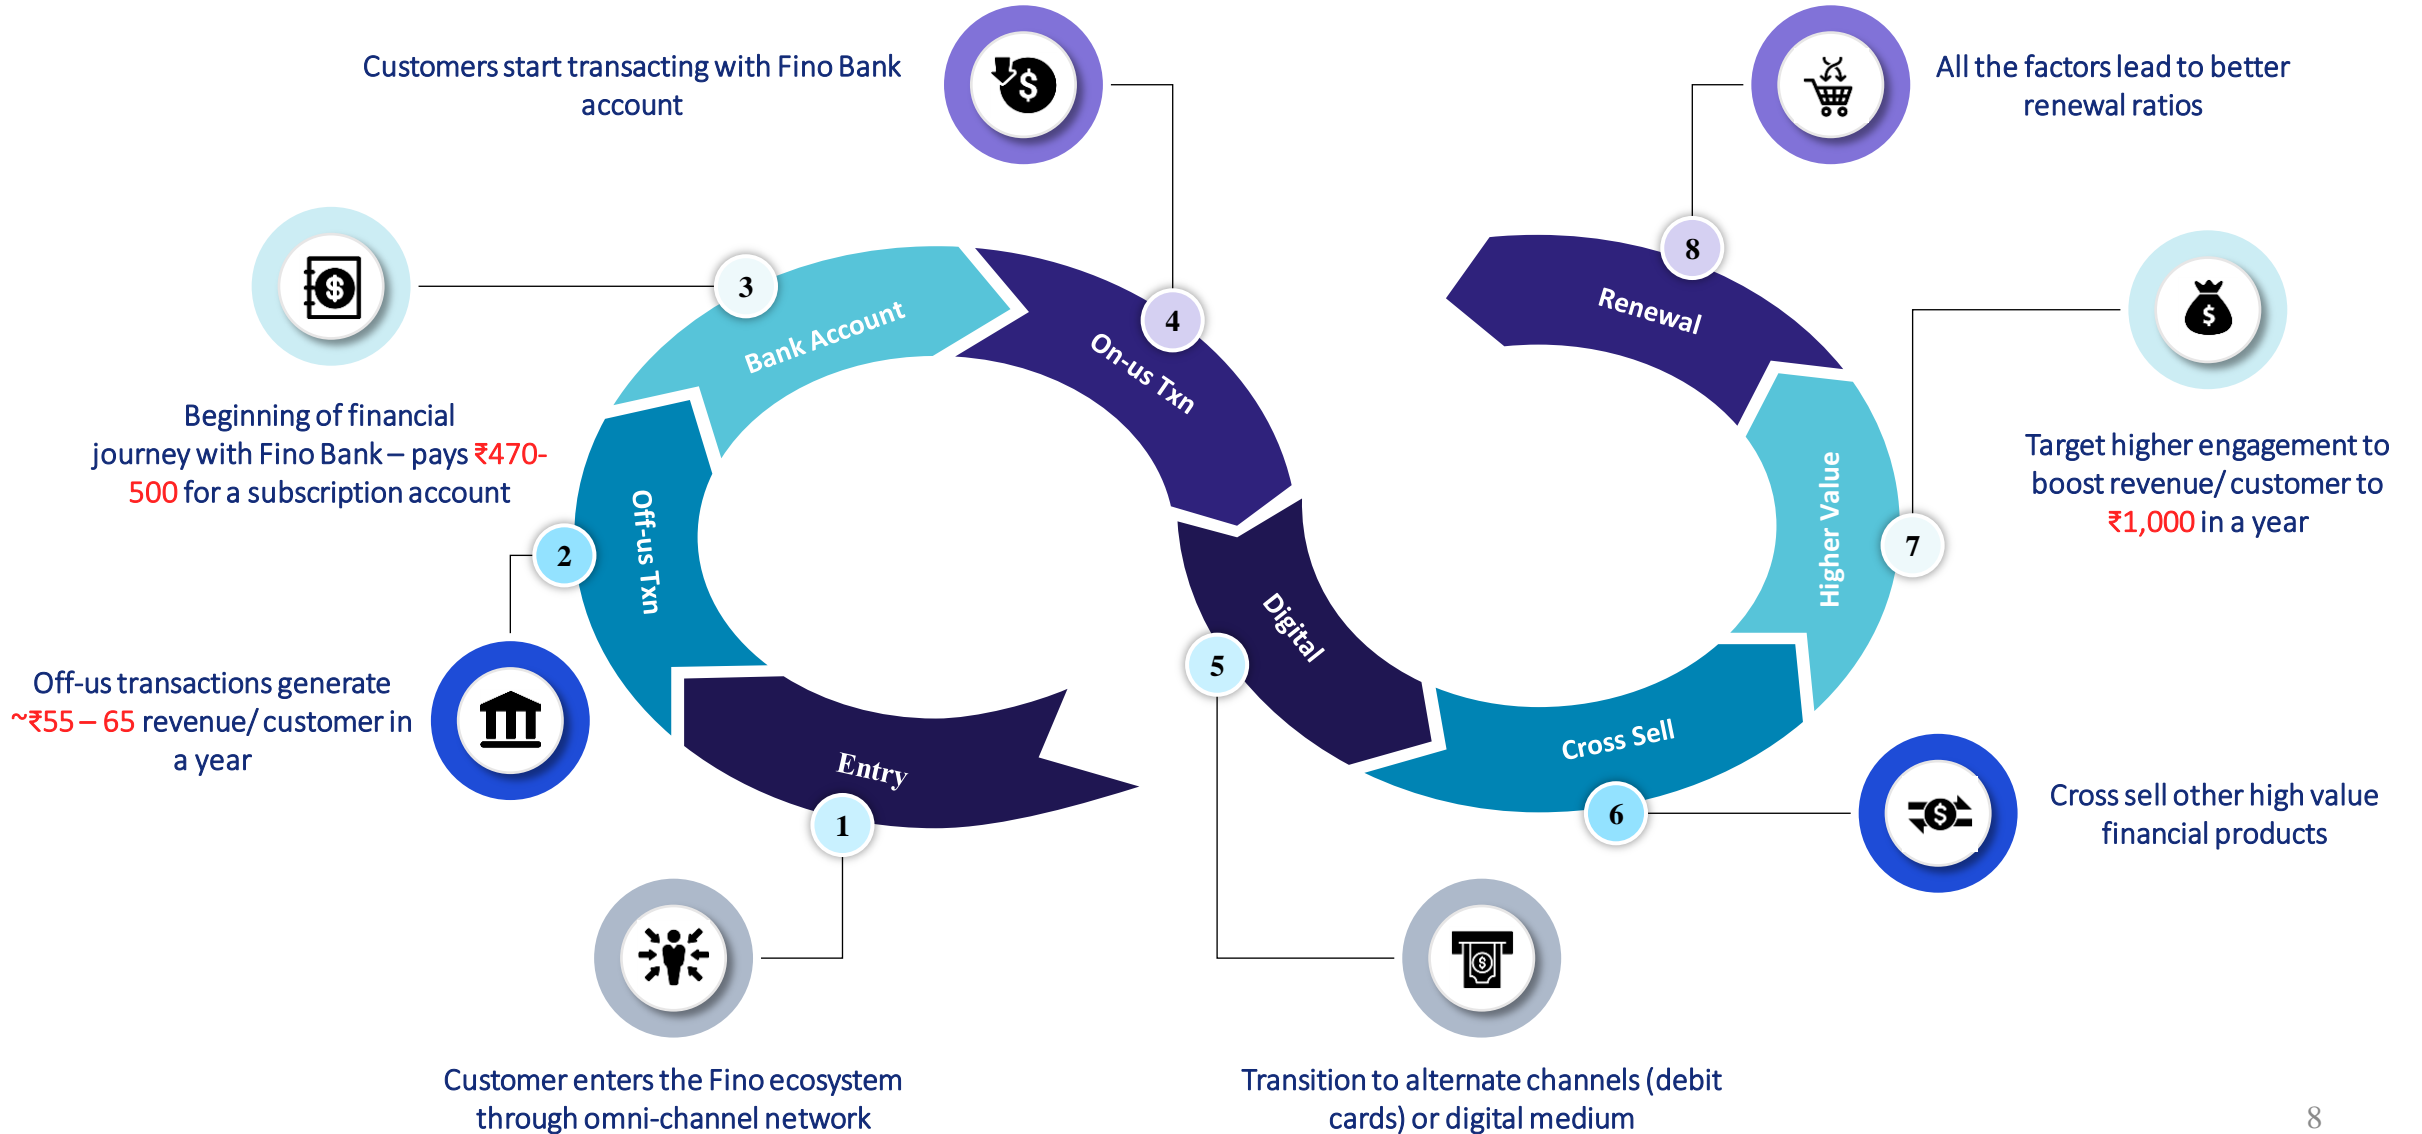 Customers start transacting with Fino Bank
account
All the factors lead to better
renewal ratios
8
3
Bank Account
4
On-us Txn
Renewal
Beginning of financial
journey with Fino Bank – pays ₹470-
500 for a subscription account
Target higher engagement to
boost revenue/ customer to
₹1,000 in a year
2
Off-us Txn
Higher Value
7
Off-us transactions generate
~₹55 – 65 revenue/ customer in
a year
Digital
5
Entry
1
Cross Sell
6
Cross sell other high value
financial products
Customer enters the Fino ecosystem
through omni-channel network
Transition to alternate channels (debit
cards) or digital medium
8